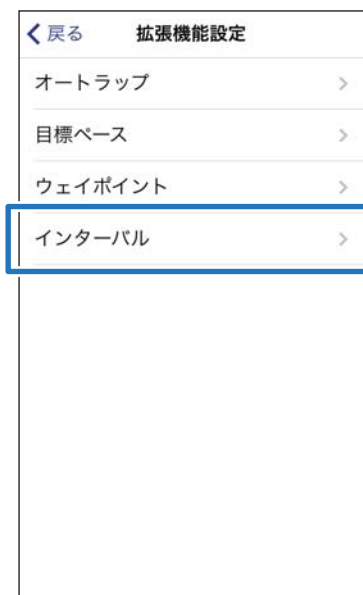 戻る 拡張機能設定
オートラップ
目標ペース
ウェイポイント
インターバル